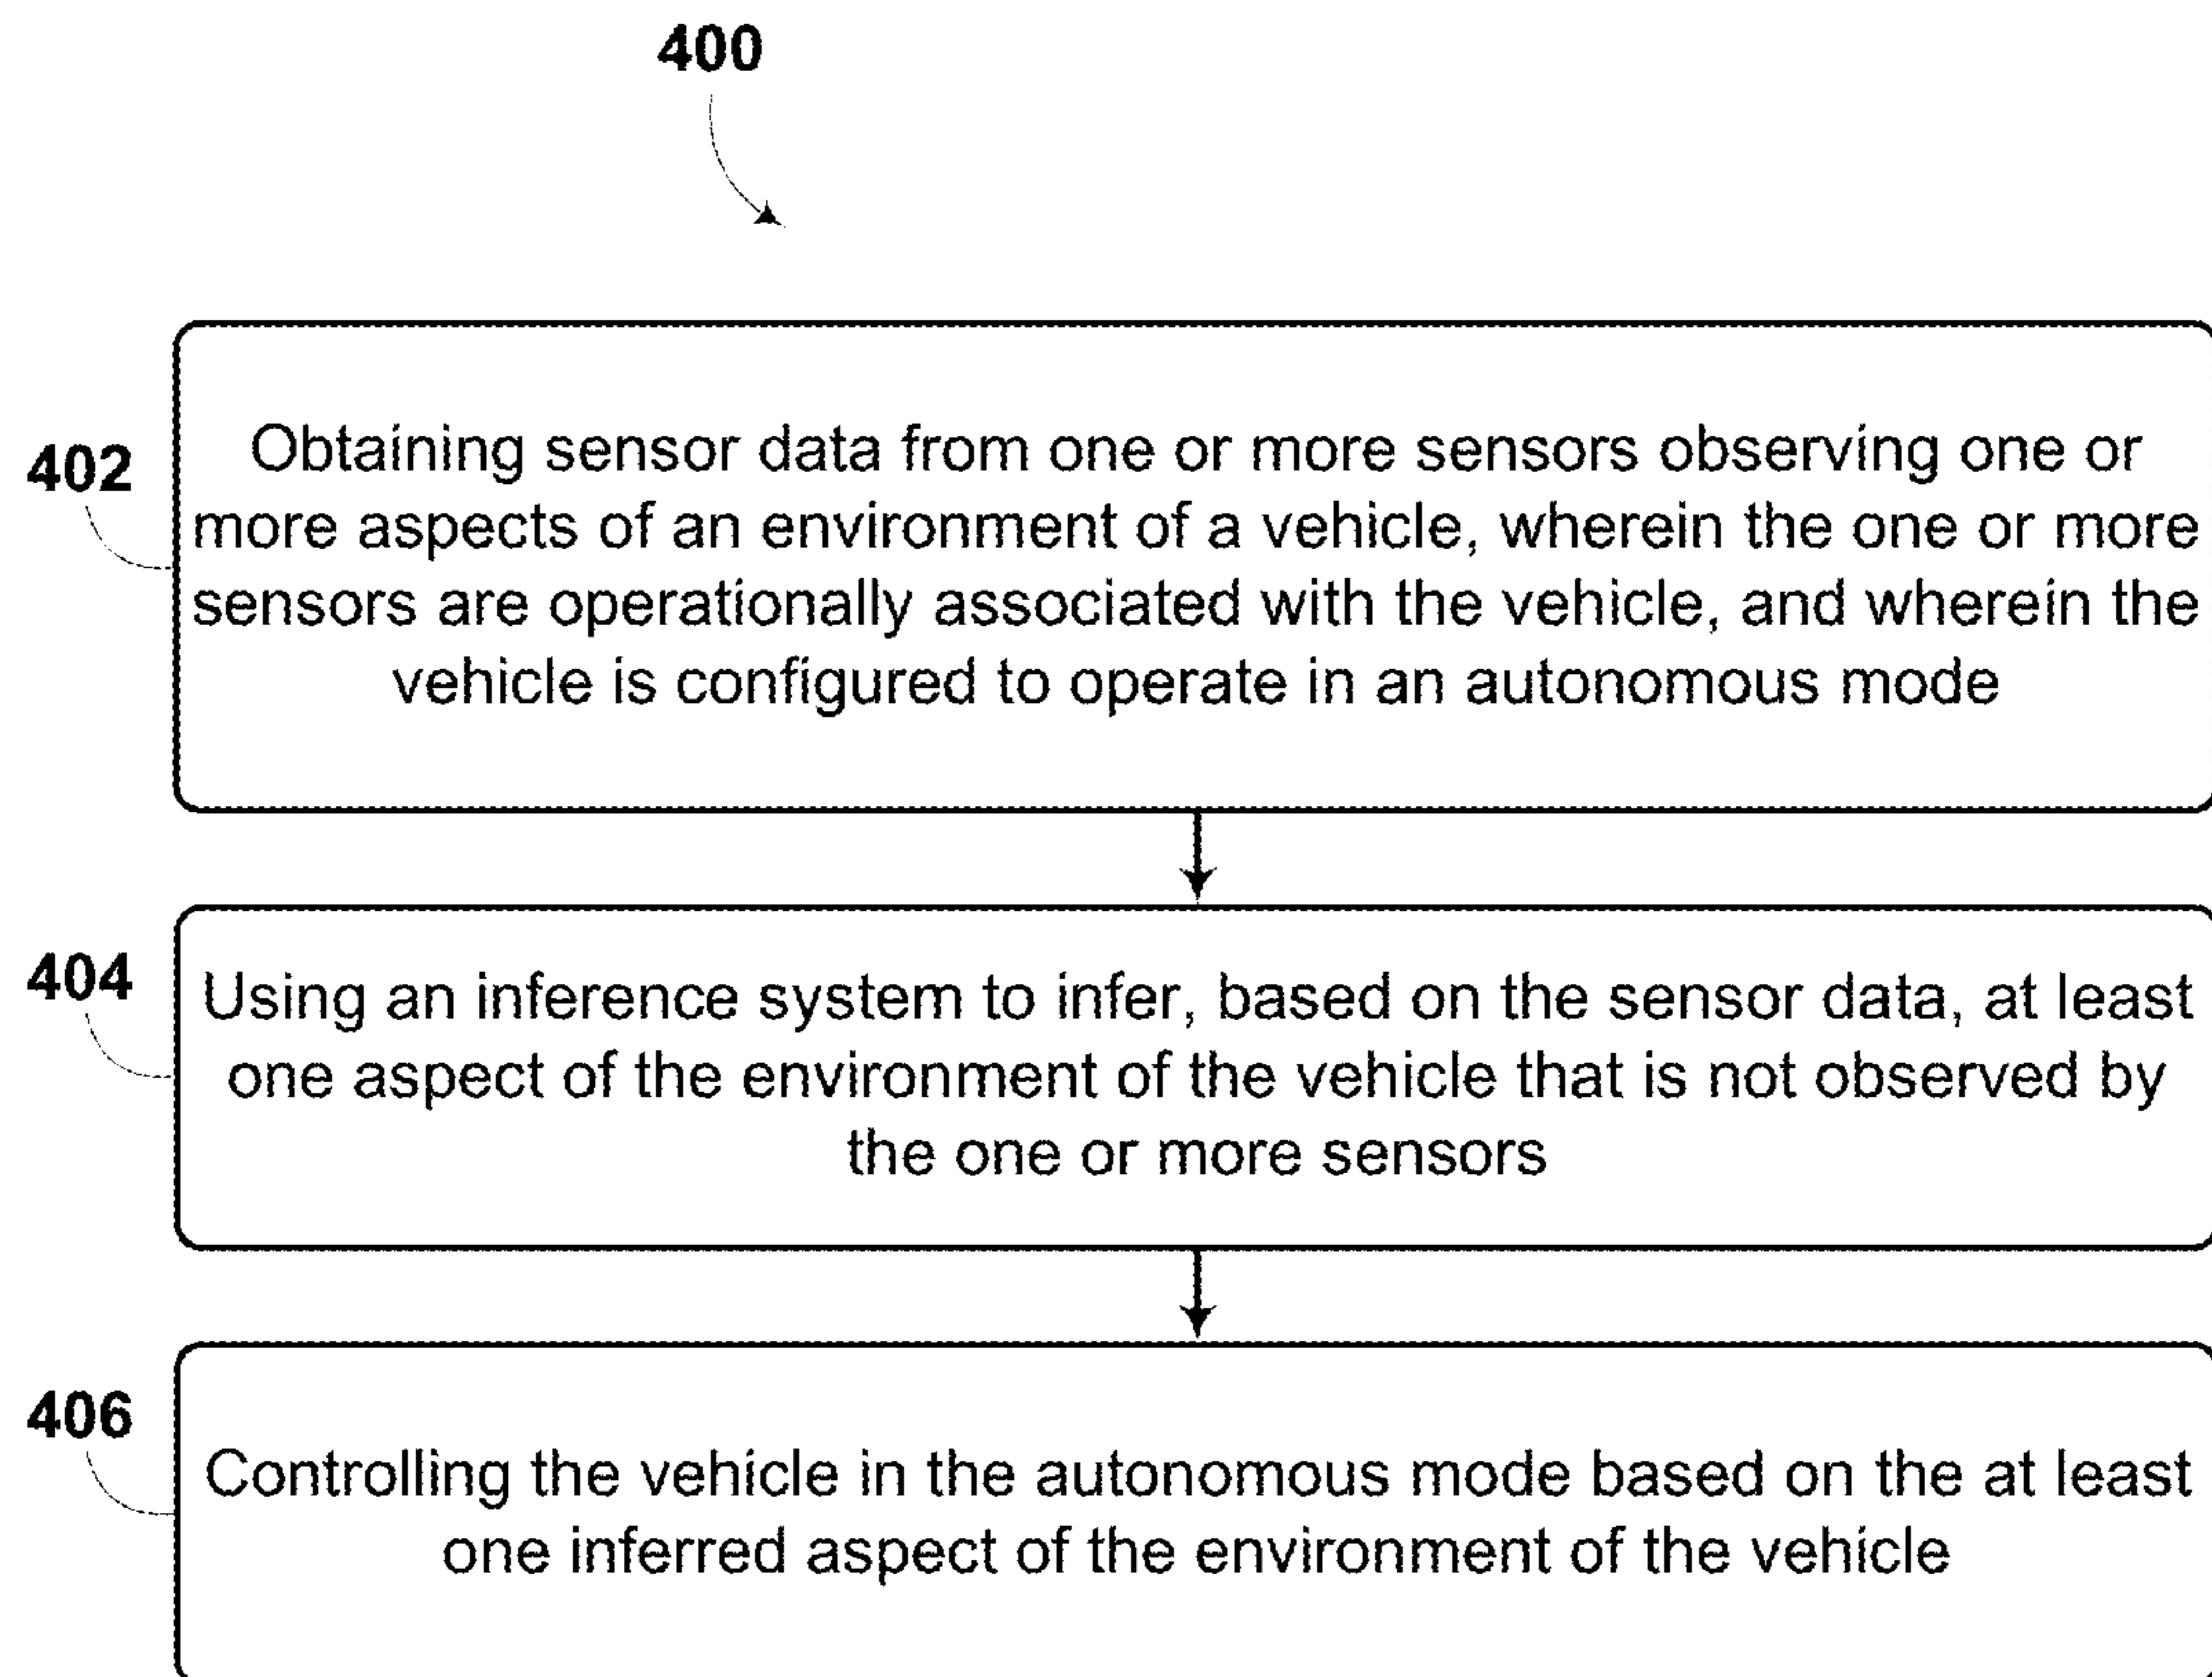 400
402
Obtaining sensor data from one or more sensors observing one or
more aspects of an environment of a vehicle, wherein the one or more
sensors are operationally associated with the vehicle, and wherein the
vehicle is configured to operate in an autonomous mode
404
Using an inference system to infer, based on the sensor data, at least
one aspect of the environment of the vehicle that is not observed by
the one or more sensors
406
Controlling the vehicle in the autonomous mode based on the at least
one inferred aspect of the environment of the vehicle